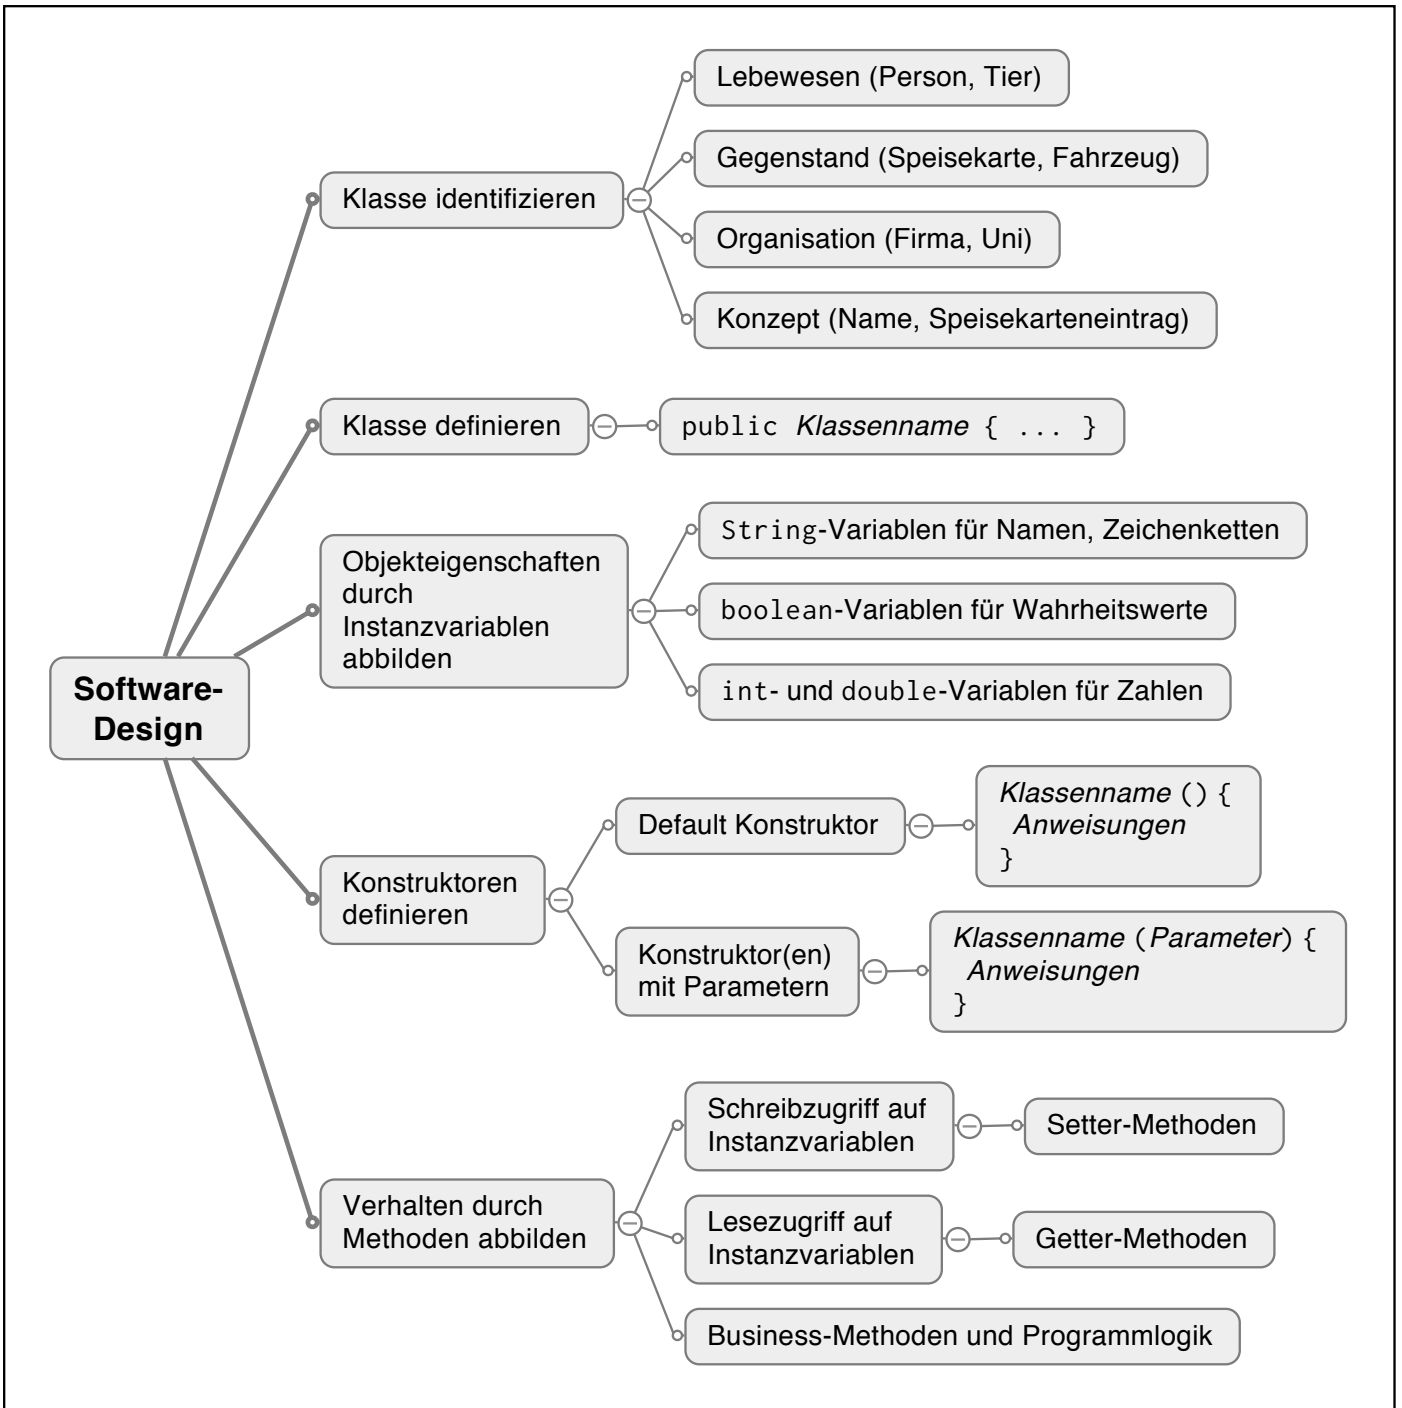 Software-
Design
Klasse identifizieren
Lebewesen (Person, Tier)
Gegenstand (Speisekarte, Fahrzeug)
Organisation (Firma, Uni)
Konzept (Name, Speisekarteneintrag)
Klasse definieren
public Klassenname { ... }
Objekteigenschaften
durch
Instanzvariablen
abbilden
String-Variablen für Namen, Zeichenketten
boolean-Variablen für Wahrheitswerte
int- und double-Variablen für Zahlen
Konstruktoren
definieren
Default Konstruktor
Klassenname () {
Anweisungen
}
Konstruktor(en)
mit Parametern
Klassenname (Parameter) {
Anweisungen
}
Verhalten durch
Methoden abbilden
Schreibzugriff auf
Instanzvariablen
Setter-Methoden
Lesezugriff auf
Instanzvariablen
Getter-Methoden
Business-Methoden und Programmlogik